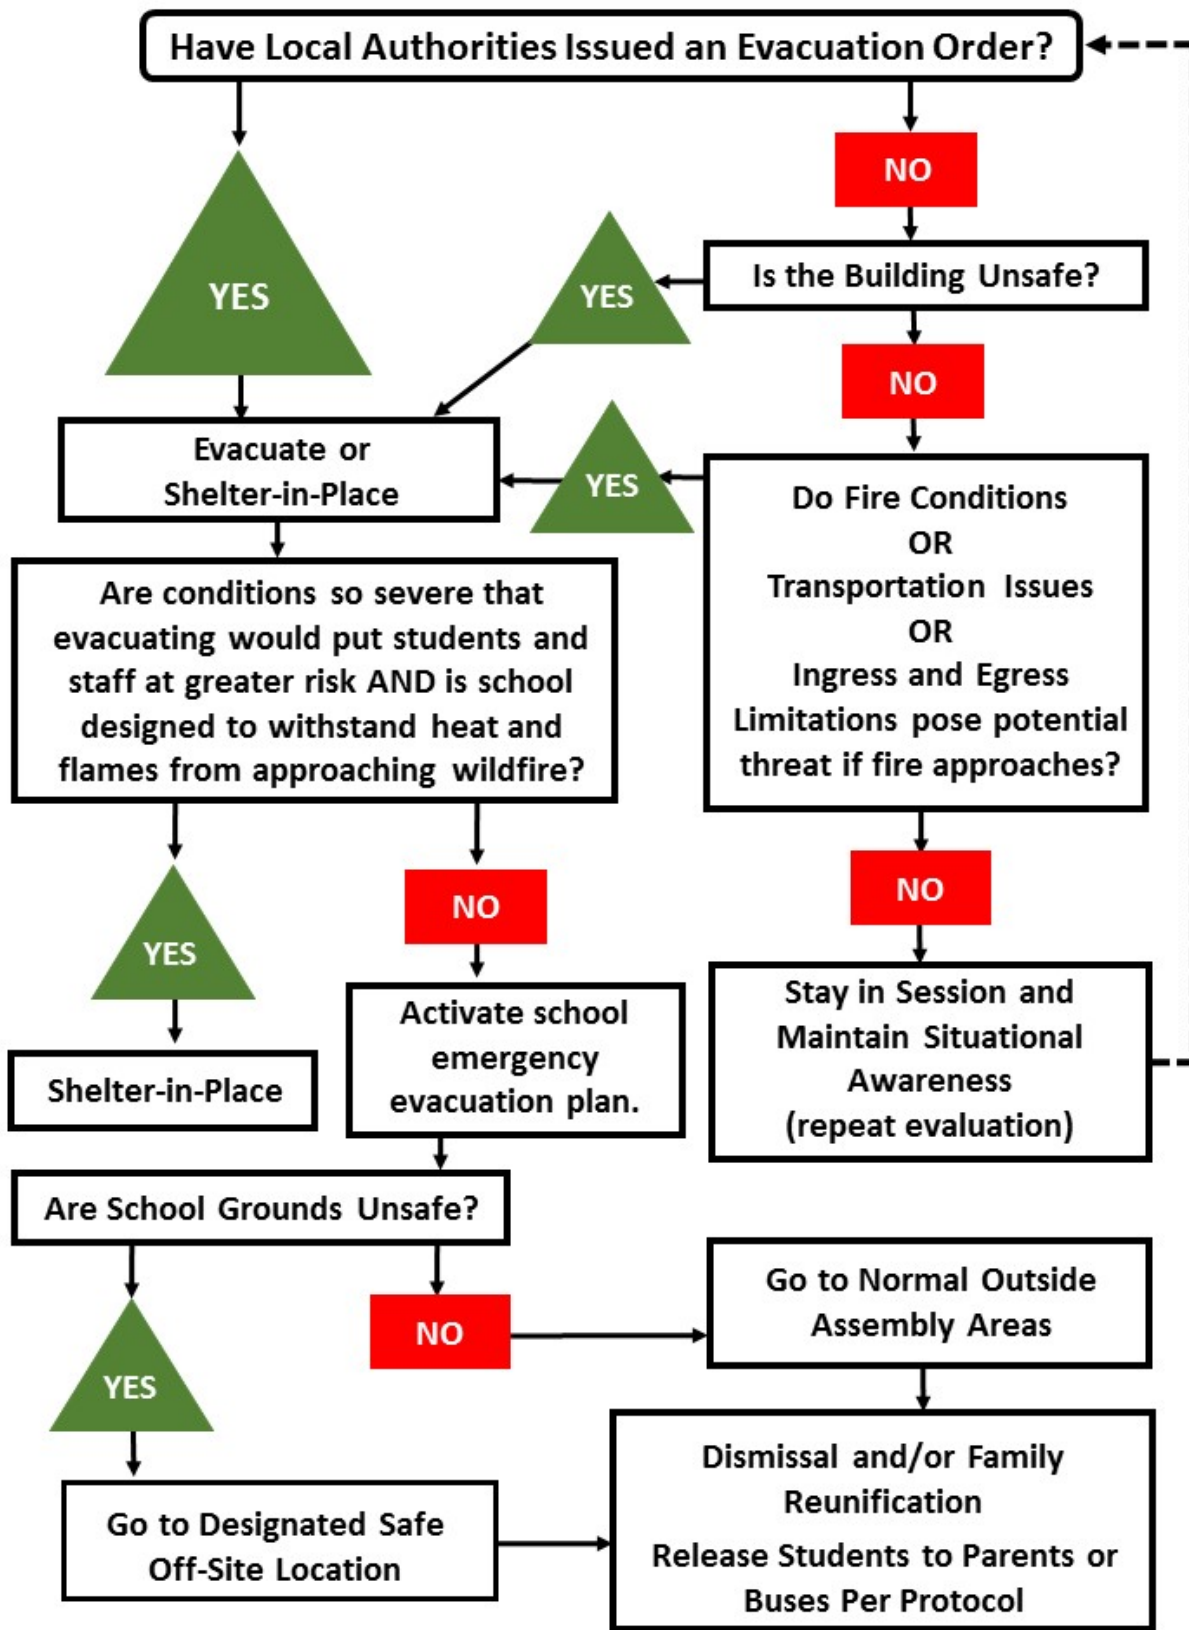 Have Local Authorities Issued an Evacuation Order?
YES
NO
Is the Building Unsafe?
YES
NO
Evacuate or
Shelter-in-Place
YES
Do Fire Conditions
OR
Transportation Issues
OR
Ingress and Egress
Limitations pose potential
threat if fire approaches?
Are conditions so severe that
evacuating would put students and
staff at greater risk AND is school
designed to withstand heat and
flames from approaching wildfire?
YES
NO
NO
Shelter-in-Place
Activate school
emergency
evacuation plan.
Stay in Session and
Maintain Situational
Awareness
(repeat evaluation)
Are School Grounds Unsafe?
YES
NO
Go to Normal Outside
Assembly Areas
Go to Designated Safe
Off-Site Location
Dismissal and/or Family
Reunification
Release Students to Parents or
Buses Per Protocol